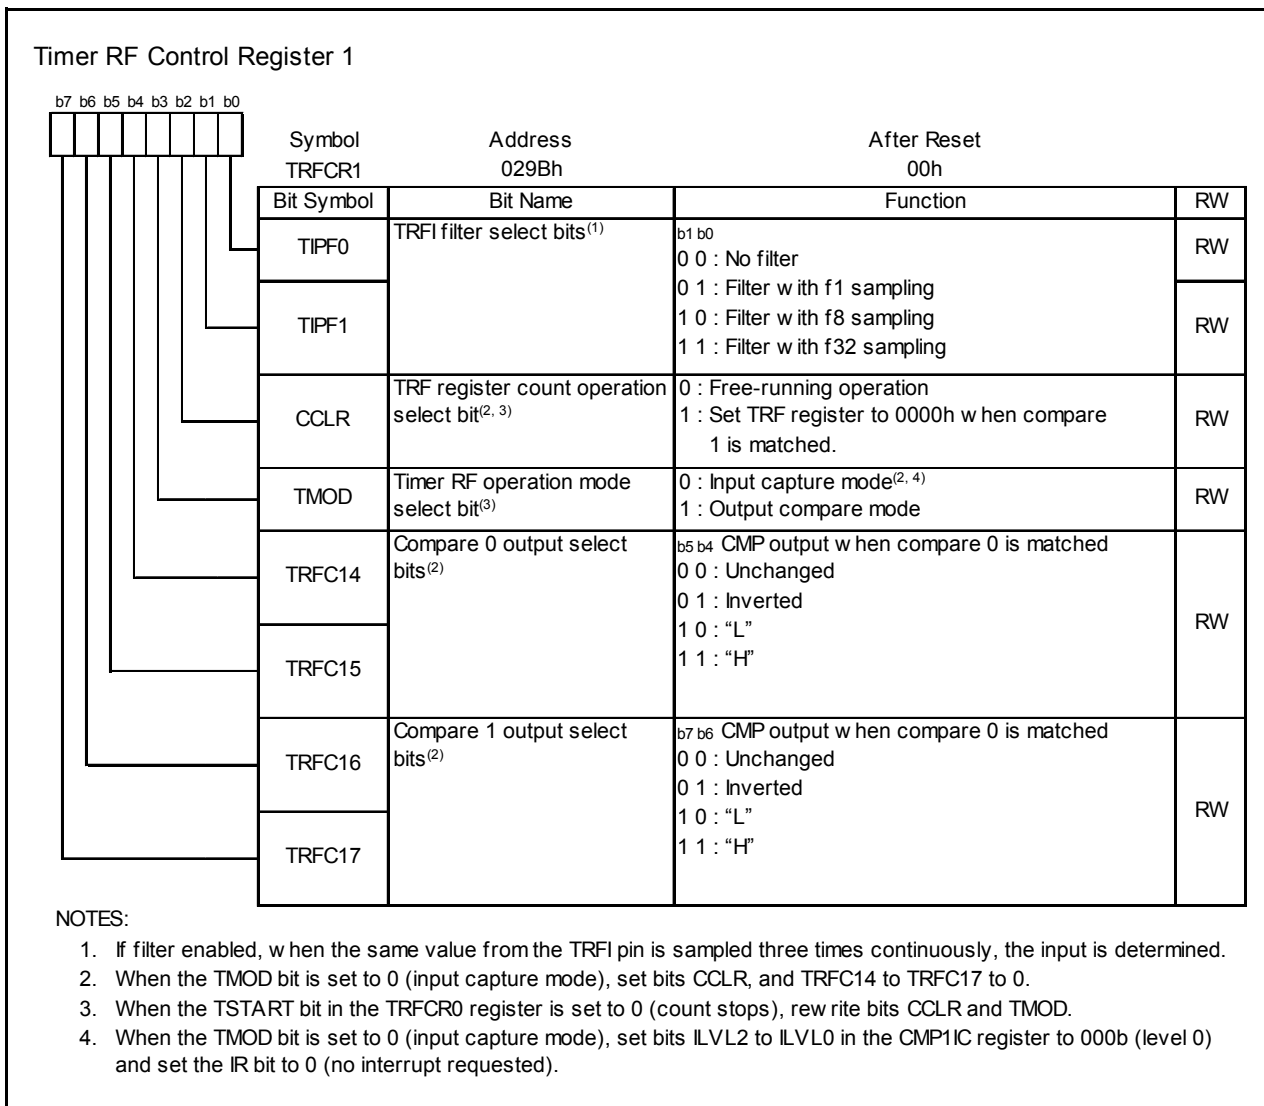 Timer RF Control Register 1
b7 b6 b5 b4 b3 b2 b1 b0
Symbol Address After Reset
TRFCR1 029Bh 00h
Bit Symbol Bit Name Function RW
TIPF0 TRFI filter select bits(1) b1 b0 RW
0 0 : No filter
0 1 : Filter with f1 sampling
TIPF1 1 0 : Filter with f8 sampling RW
1 1 : Filter with f32 sampling
CCLR TRF register count operation 0 : Free-running operation RW
select bit(2, 3) 1 : Set TRF register to 0000h when compare
1 is matched.
TMOD Timer RF operation mode 0 : Input capture mode(2, 4) RW
select bit(3) 1 : Output compare mode
TRFC14 Compare 0 output select b5 b4 CMP output when compare 0 is matched
bits(2) 0 0 : Unchanged
0 1 : Inverted
1 0 : “L” RW
TRFC15 1 1 : “H”
TRFC16 Compare 1 output select b7 b6 CMP output when compare 0 is matched
bits(2) 0 0 : Unchanged
0 1 : Inverted
1 0 : “L” RW
TRFC17 1 1 : “H”
NOTES:
1. If filter enabled, when the same value from the TRFI pin is sampled three times continuously, the input is determined.
2. When the TMOD bit is set to 0 (input capture mode), set bits CCLR, and TRFC14 to TRFC17 to 0.
3. When the TSTART bit in the TRFCR0 register is set to 0 (count stops), rewrite bits CCLR and TMOD.
4. When the TMOD bit is set to 0 (input capture mode), set bits ILVL2 to ILVL0 in the CMP1IC register to 000b (level 0)
and set the IR bit to 0 (no interrupt requested).